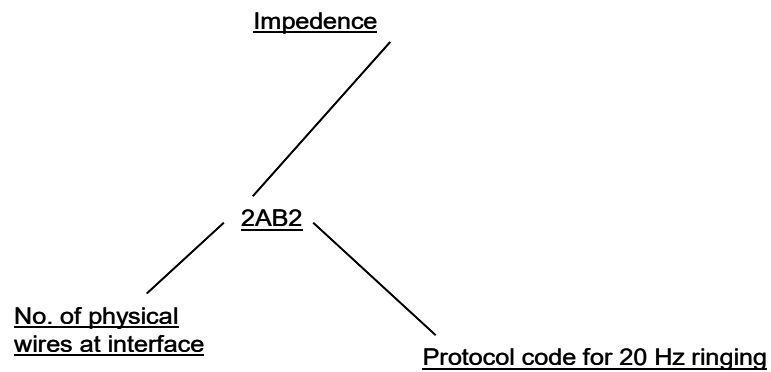 Impedence
2AB2
No. of physical
wires at interface
Protocol code for 20 Hz ringing